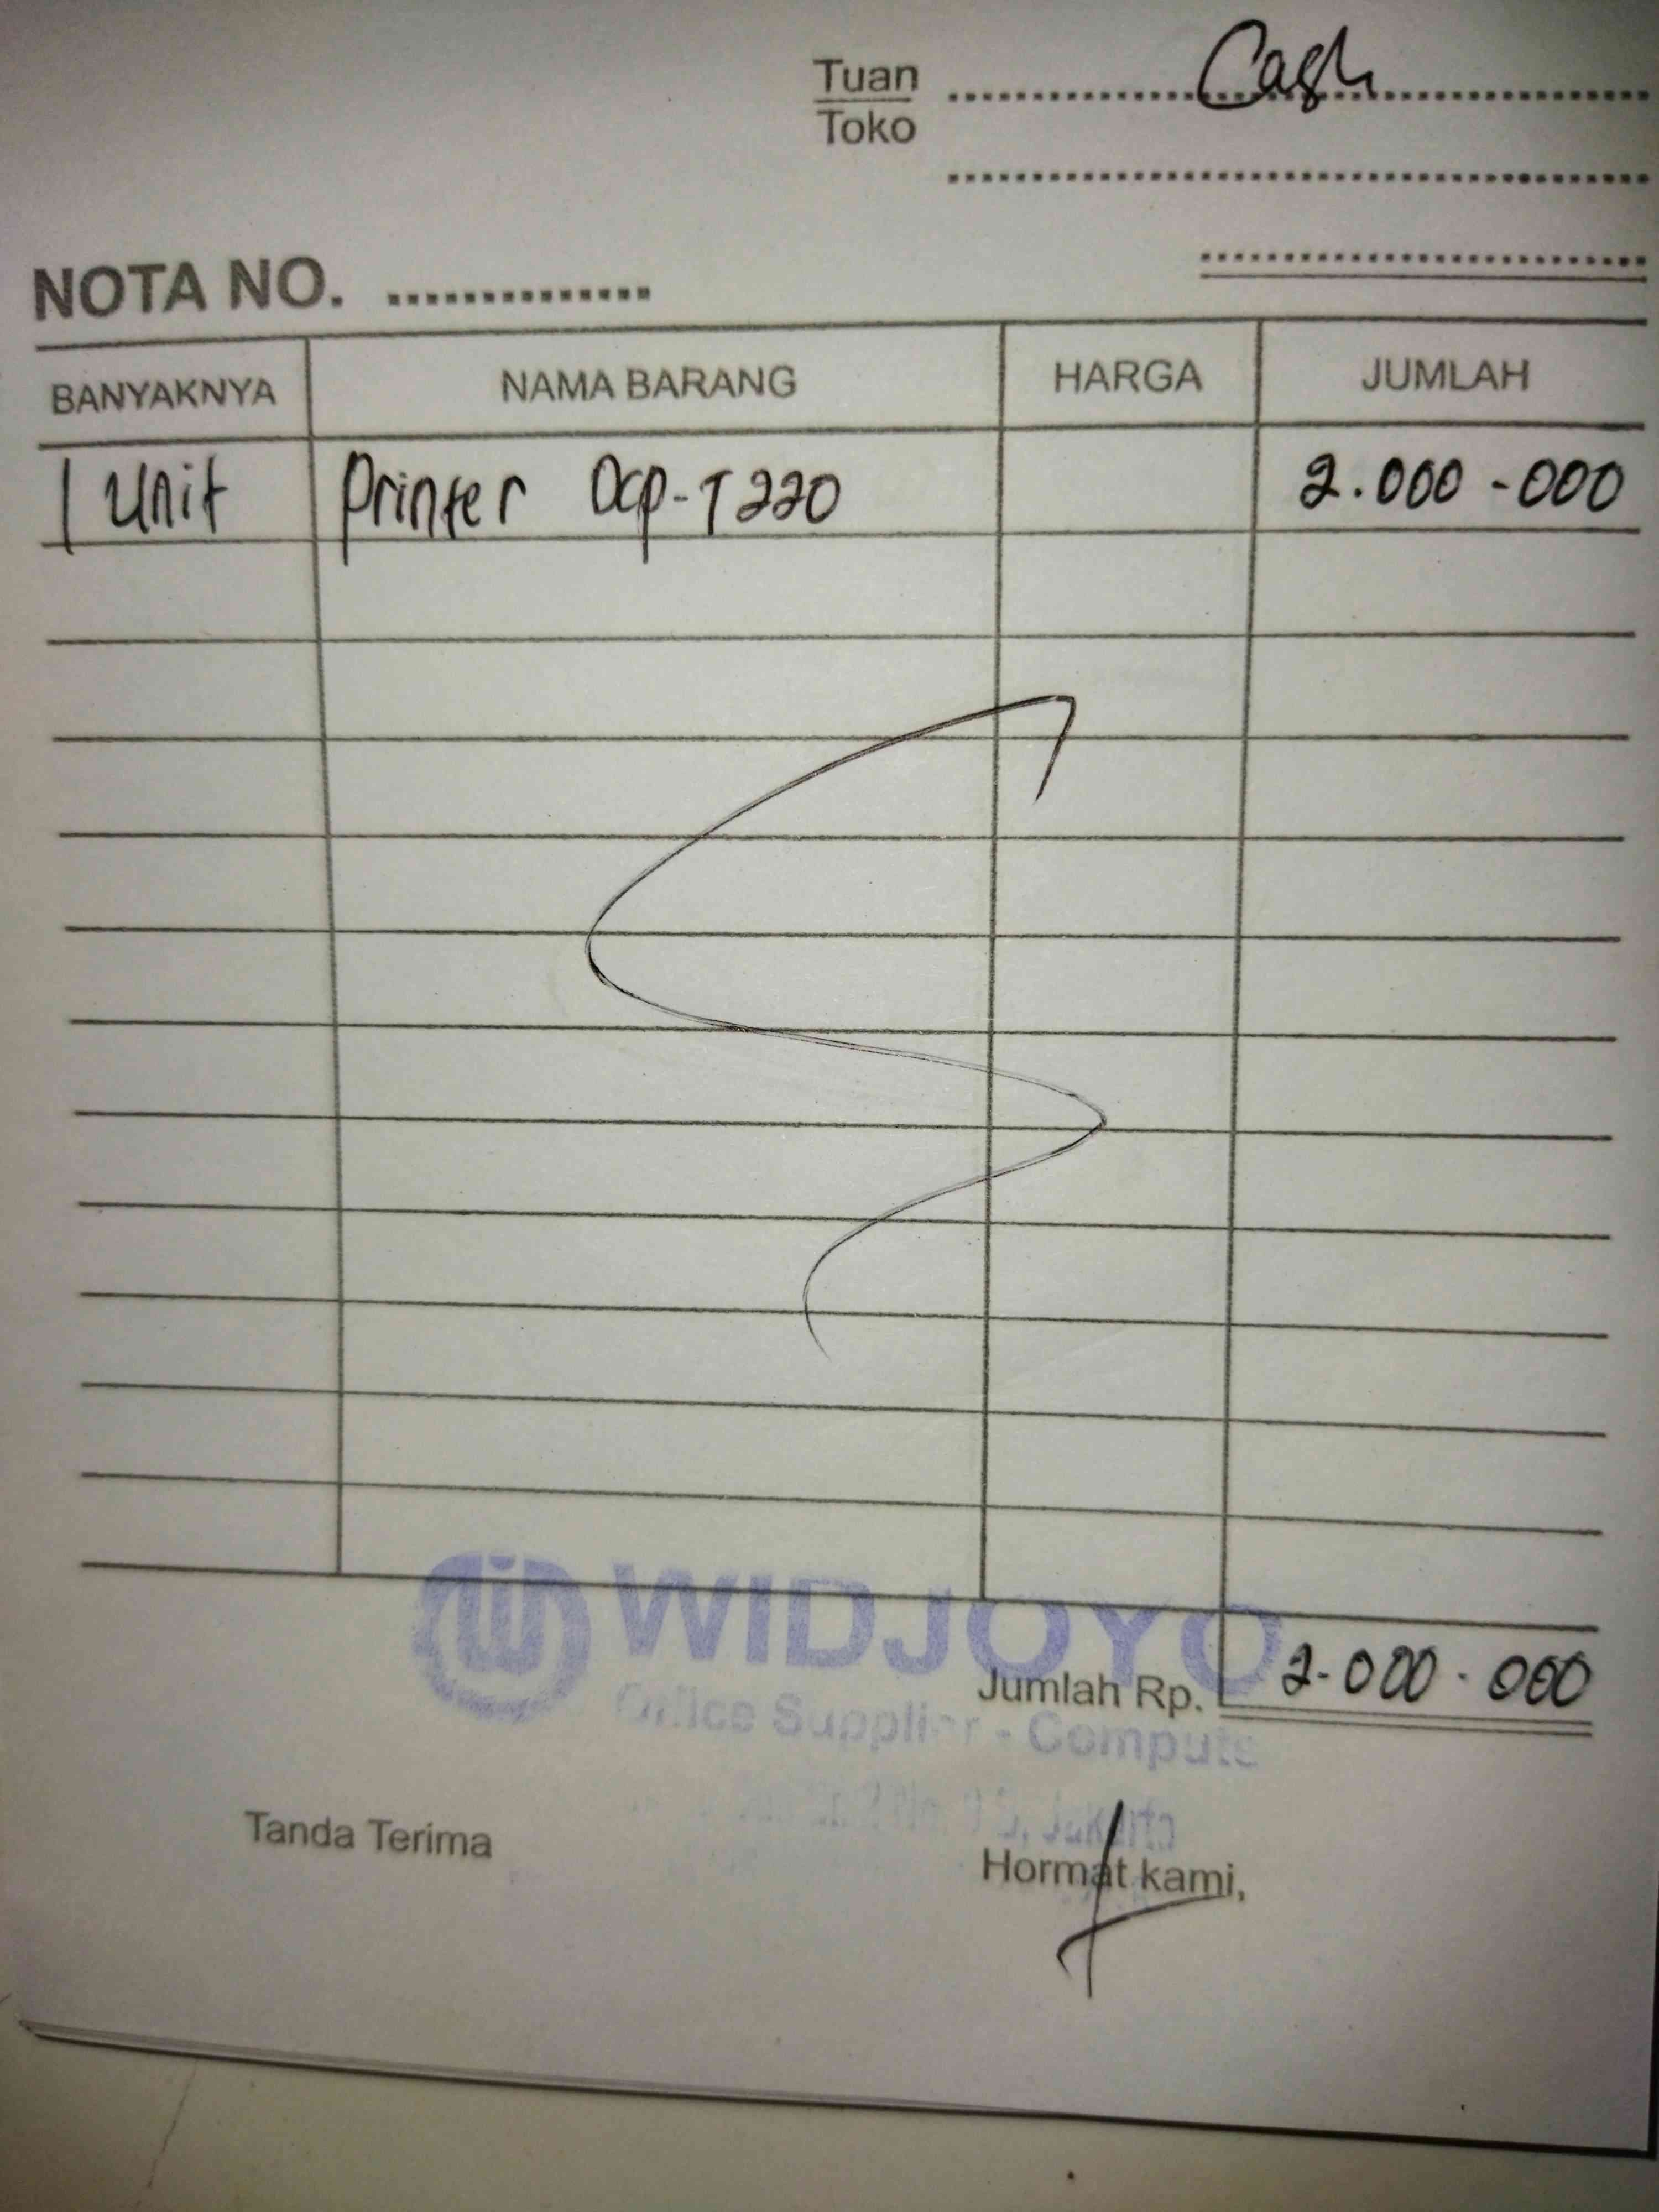 Tuan Cash
Toko
NOTA NO.
BANYAKNYA NAMA BARANG HARGA JUMLAH
1 Unit Printer Dcp-T220 2.000-000
WIDJOYO
Jumlah Rp. 2-000.000
Office Supplier - Compute
Tanda Terima
Hormat kami,